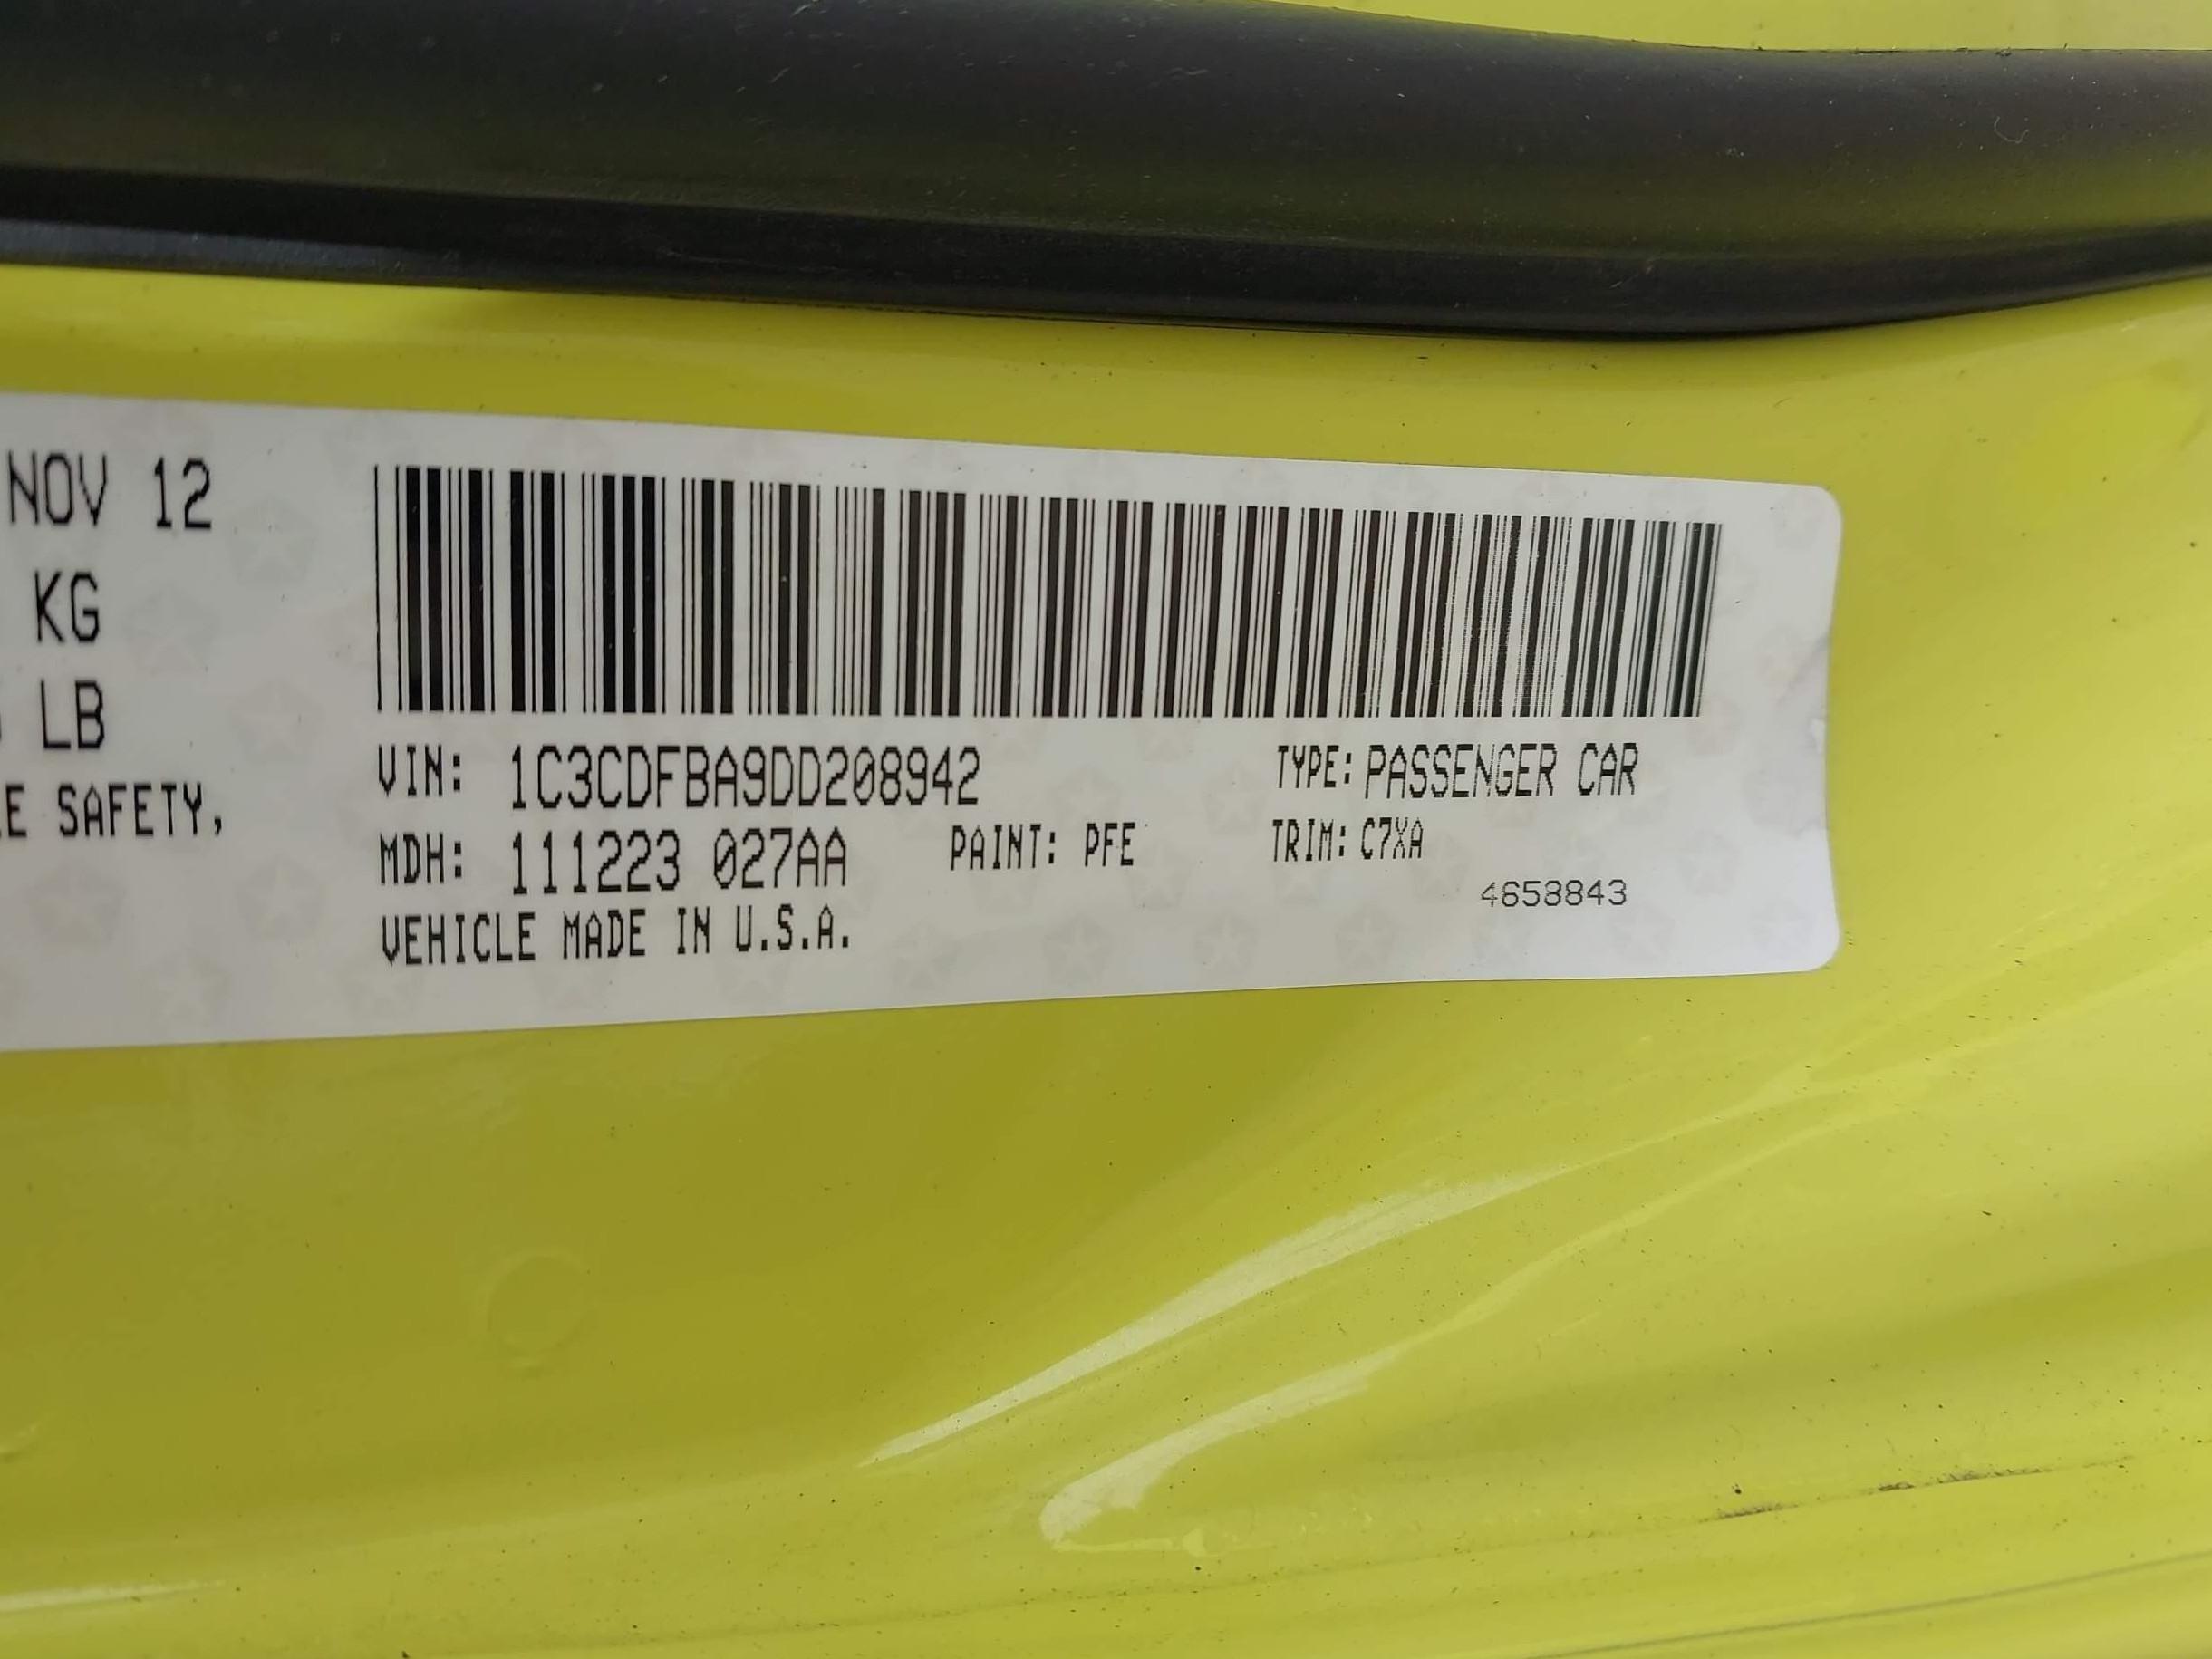 NOV 12
KG
LB
E SAFETY,
VIN: 1C3CDFBA9DD208942
TYPE: PASSENGER CAR
MDH: 111223 027AA
PAINT: PFE
TRIM: C7XA
4658843
VEHICLE MADE IN U.S.A.